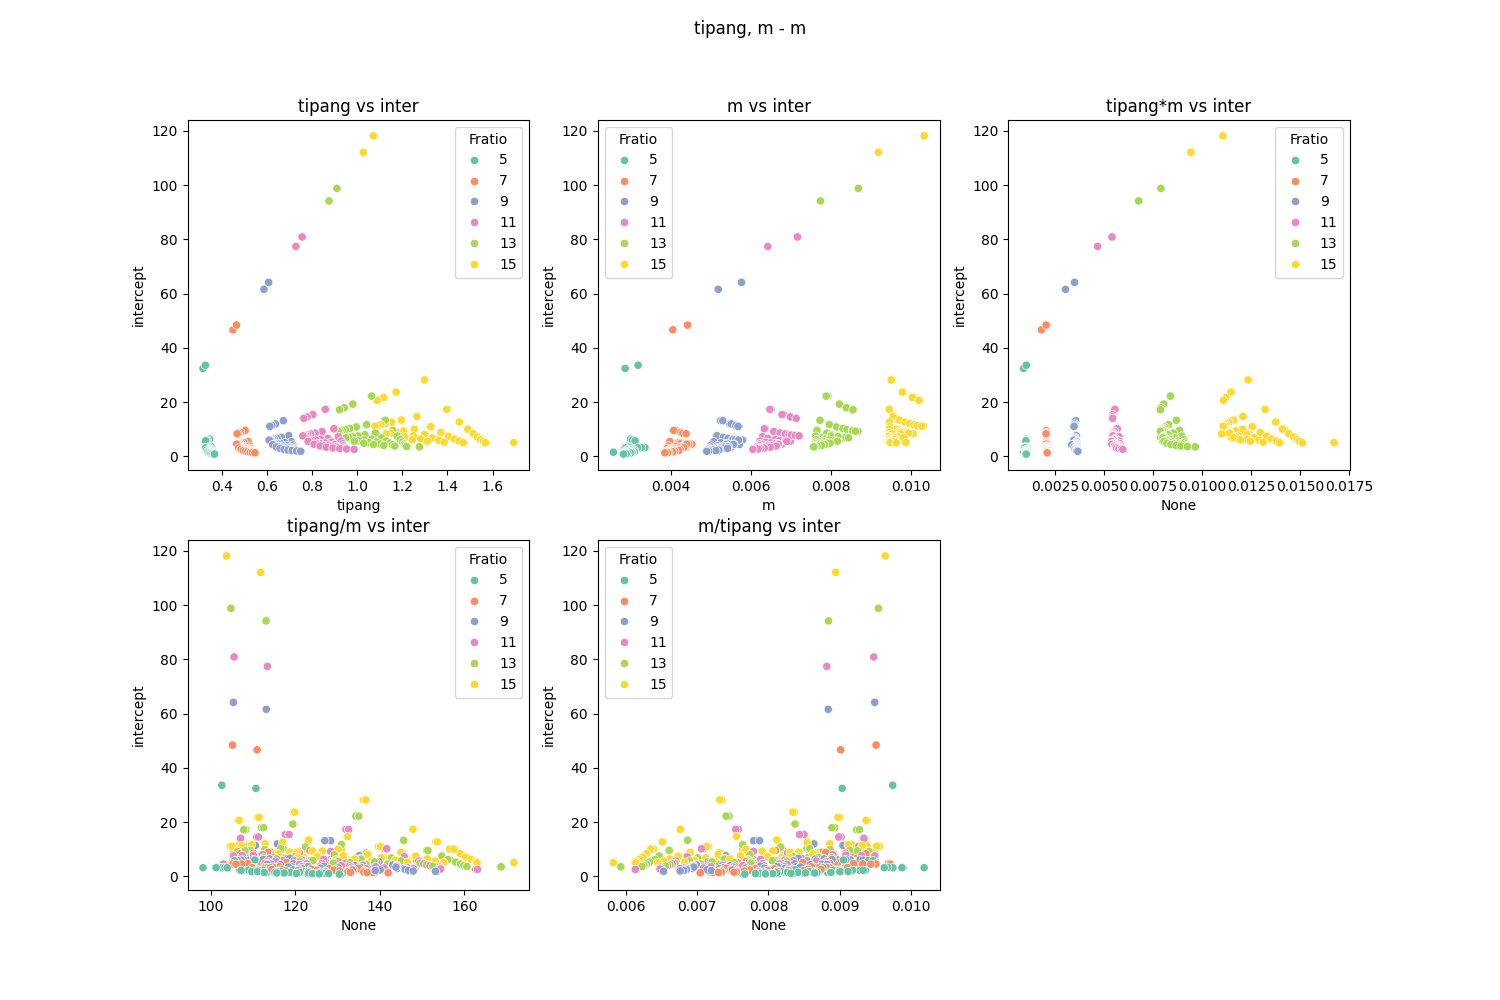 tipang, m - m
tipang vs inter
120
100
80
60
40
20
0
intercept
0.4 0.6 0.8 1.0 1.2 1.4 1.6
tipang
Fratio
5
7
9
11
13
15
m vs inter
120
100
80
60
40
20
0
intercept
0.004 0.006 0.008 0.010
m
Fratio
5
7
9
11
13
15
tipang*m vs inter
120
100
80
60
40
20
0
intercept
0.0025 0.0050 0.0075 0.0100 0.0125 0.0150 0.0175
None
Fratio
5
7
9
11
13
15
tipang/m vs inter
120
100
80
60
40
20
0
intercept
100 120 140 160
None
Fratio
5
7
9
11
13
15
m/tipang vs inter
120
100
80
60
40
20
0
intercept
0.006 0.007 0.008 0.009 0.010
None
Fratio
5
7
9
11
13
15